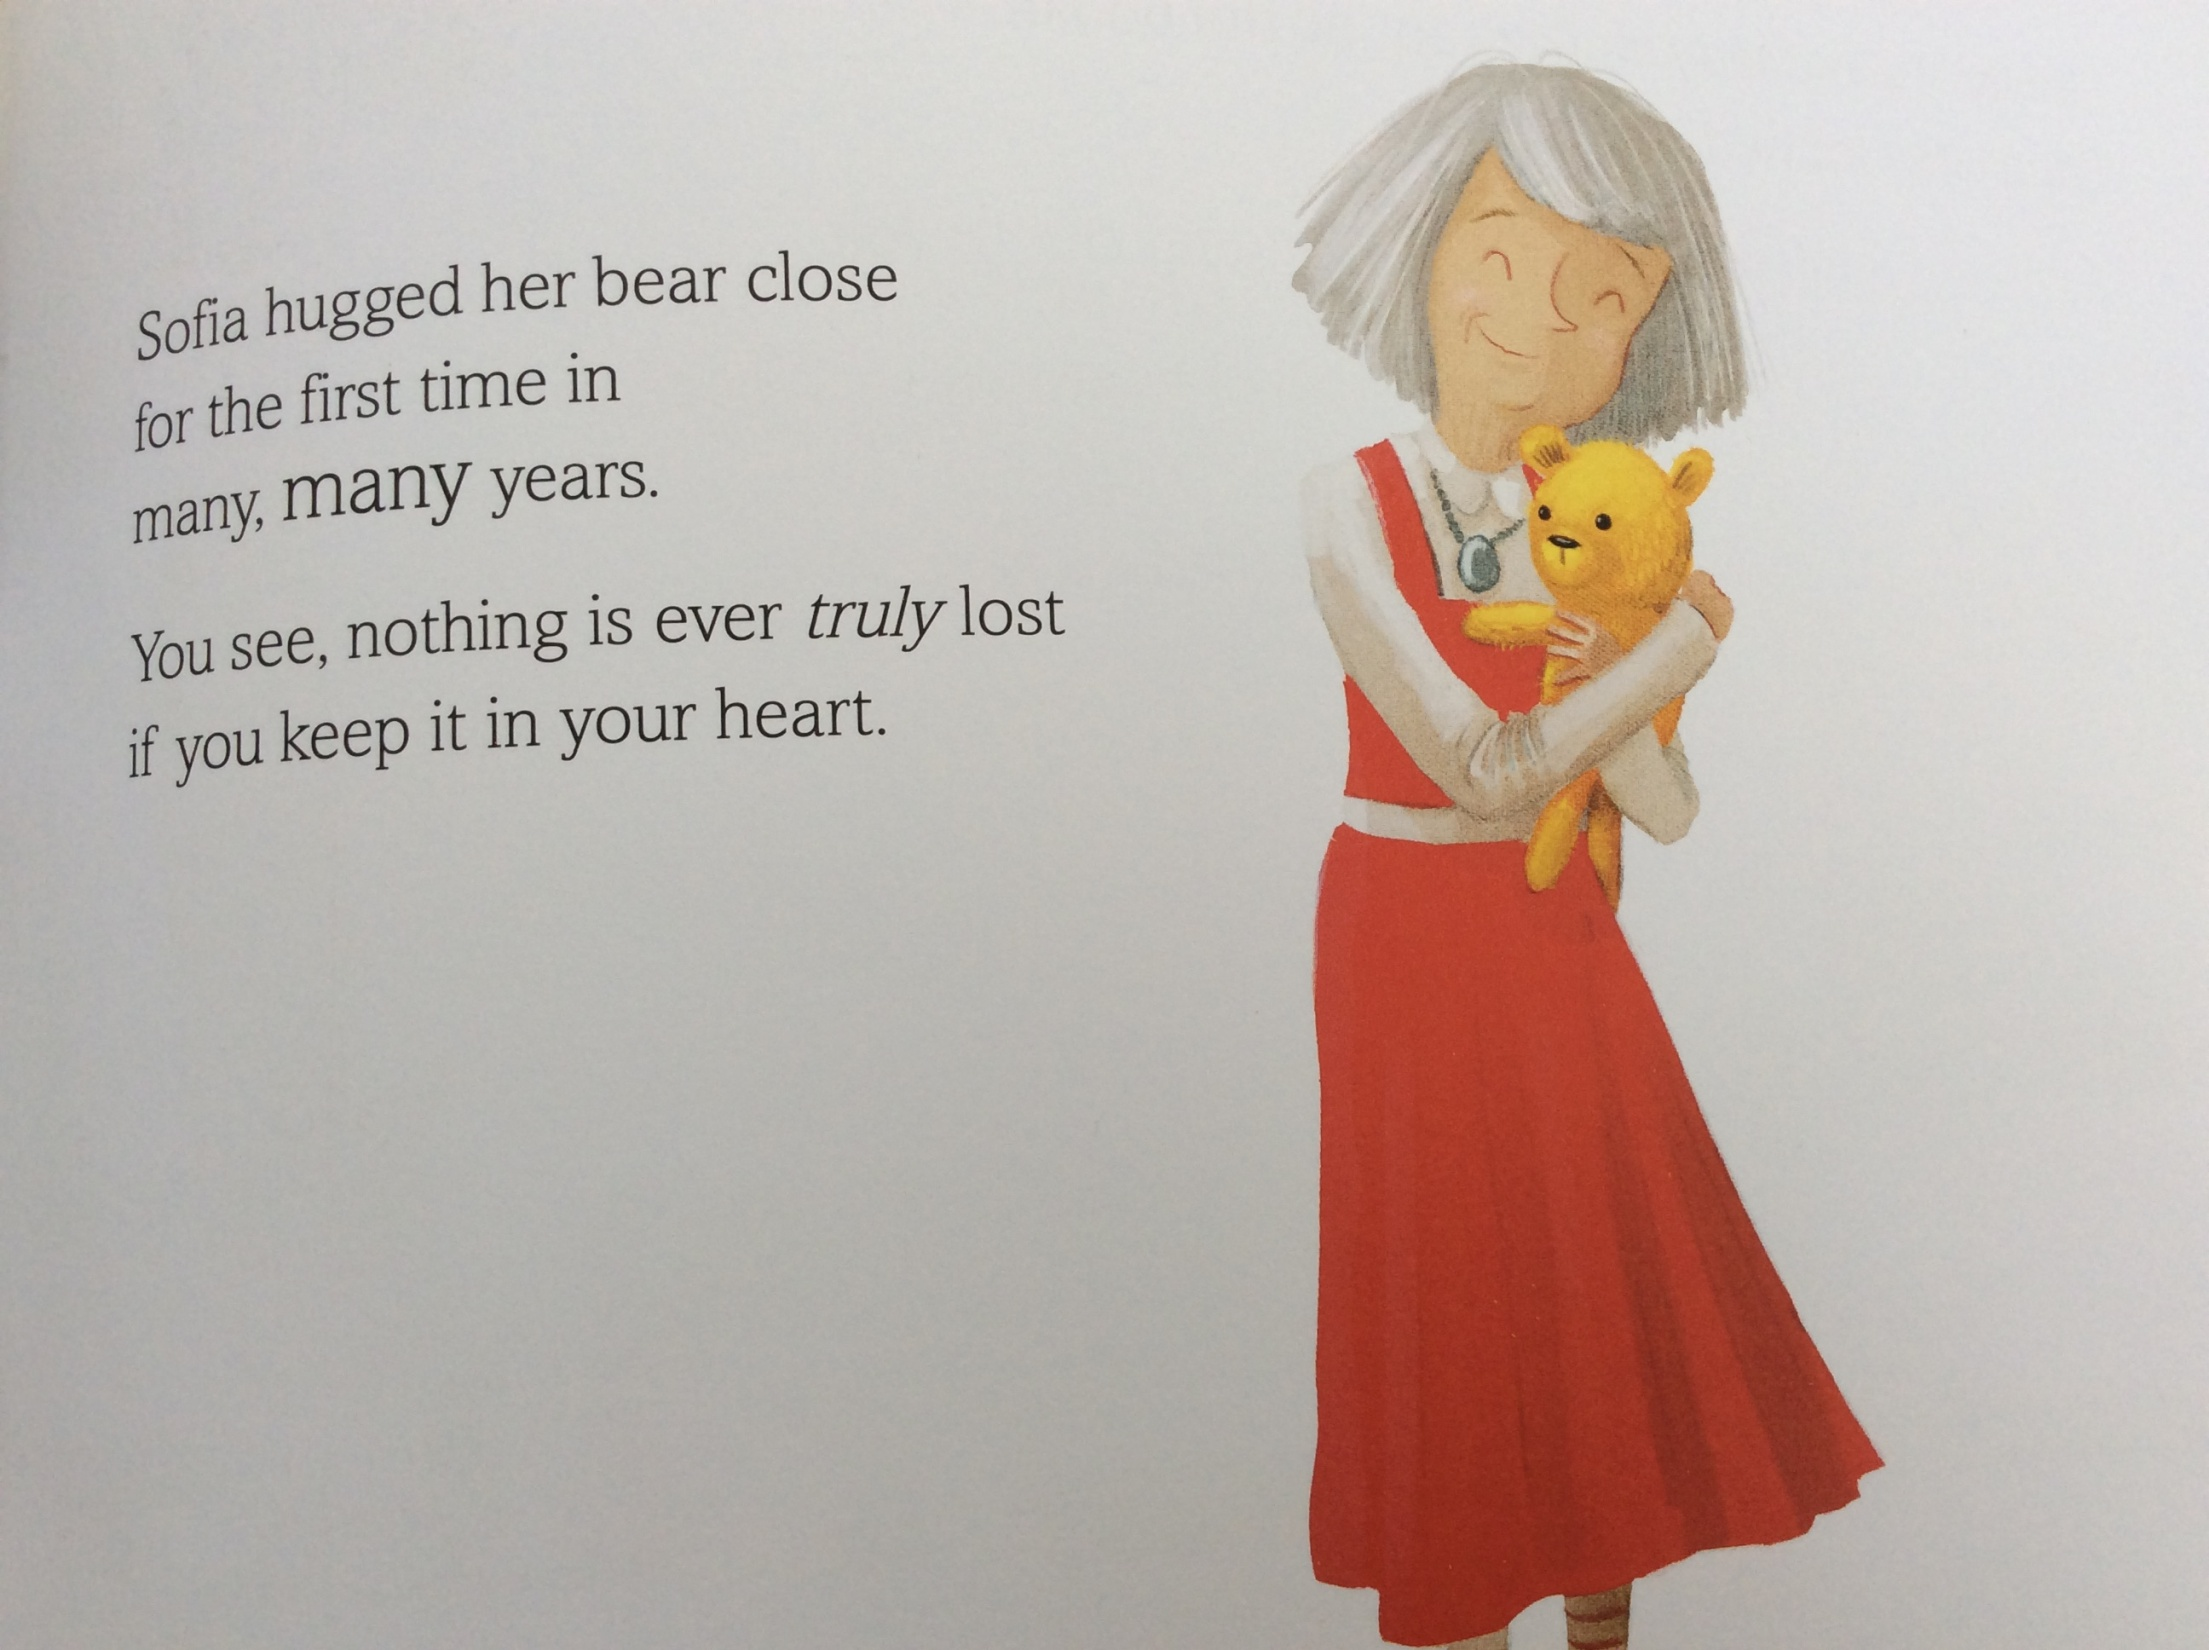 Sofia hugged her bear close
for the first time in
many, many years.
You see, nothing is ever truly lost
if you keep it in your heart.